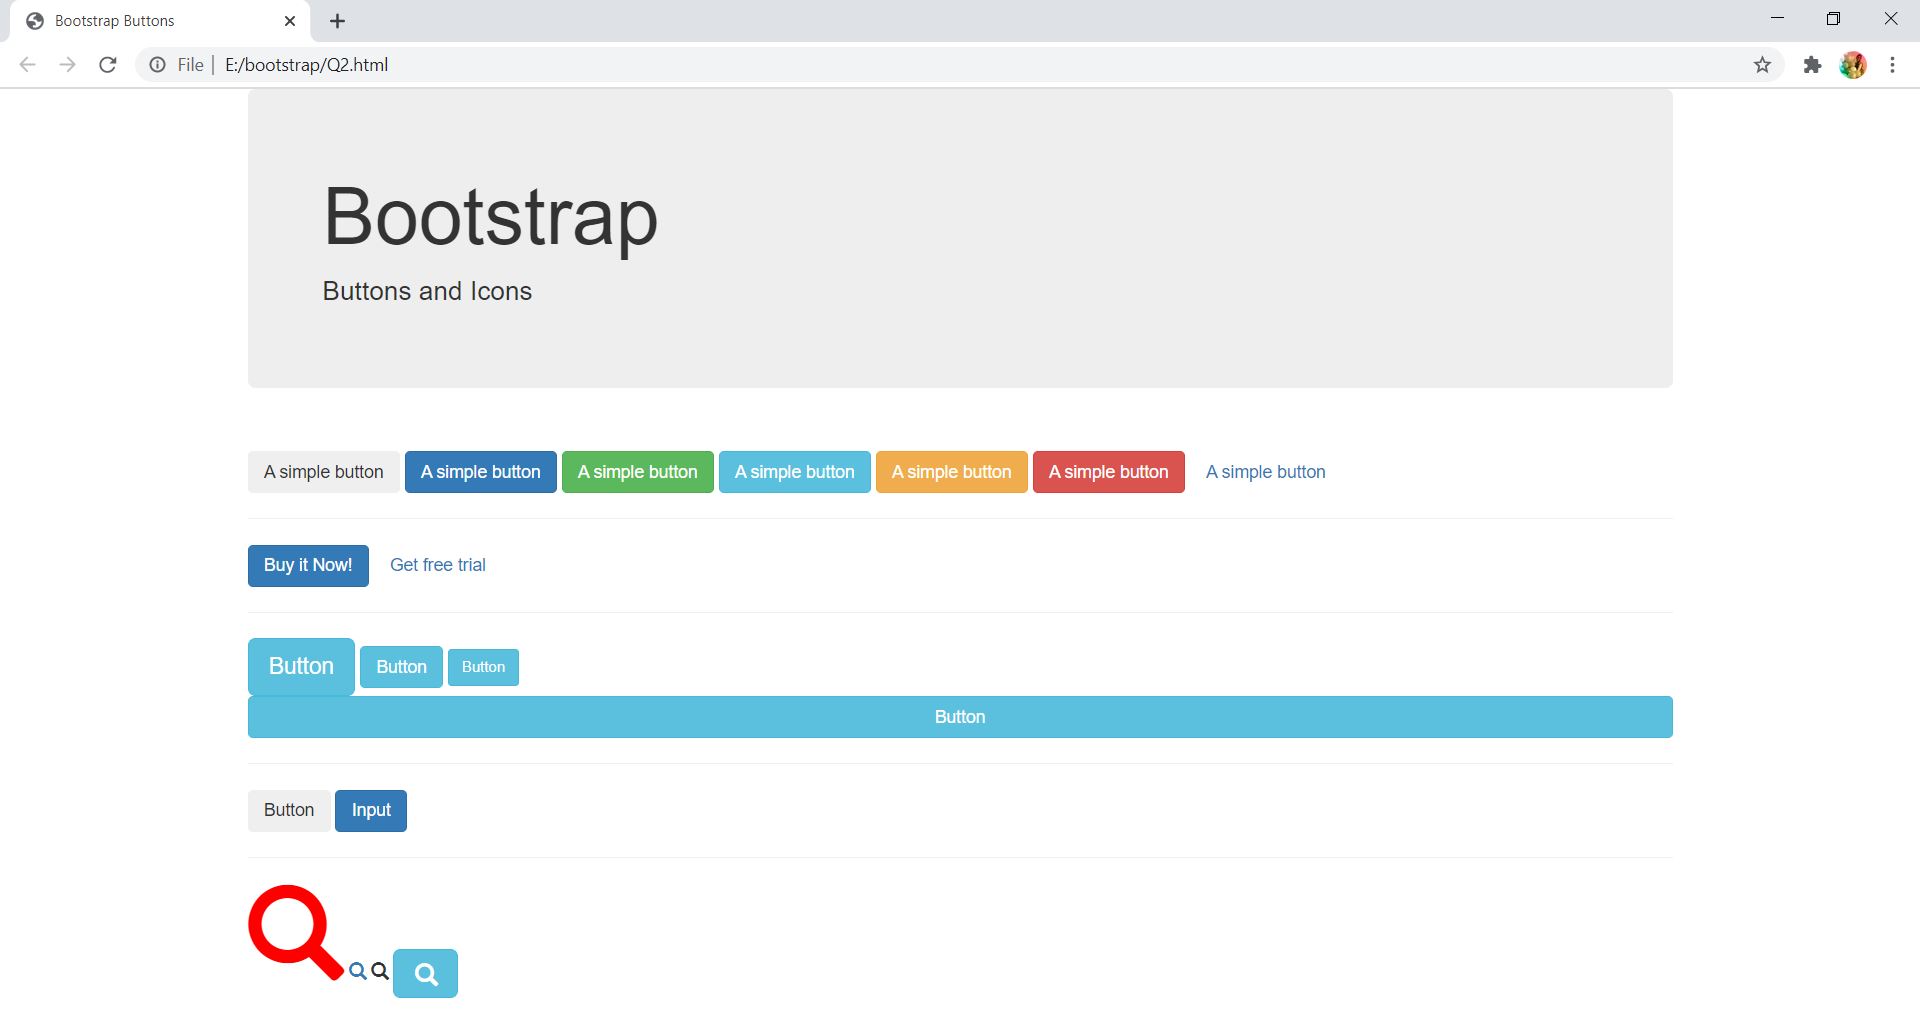 Bootstrap Buttons
File | E:/bootstrap/Q2.html
Bootstrap
Buttons and Icons
A simple button A simple button A simple button A simple button A simple button A simple button A simple button
Buy it Now! Get free trial
Button Button Button
Button
Button Input